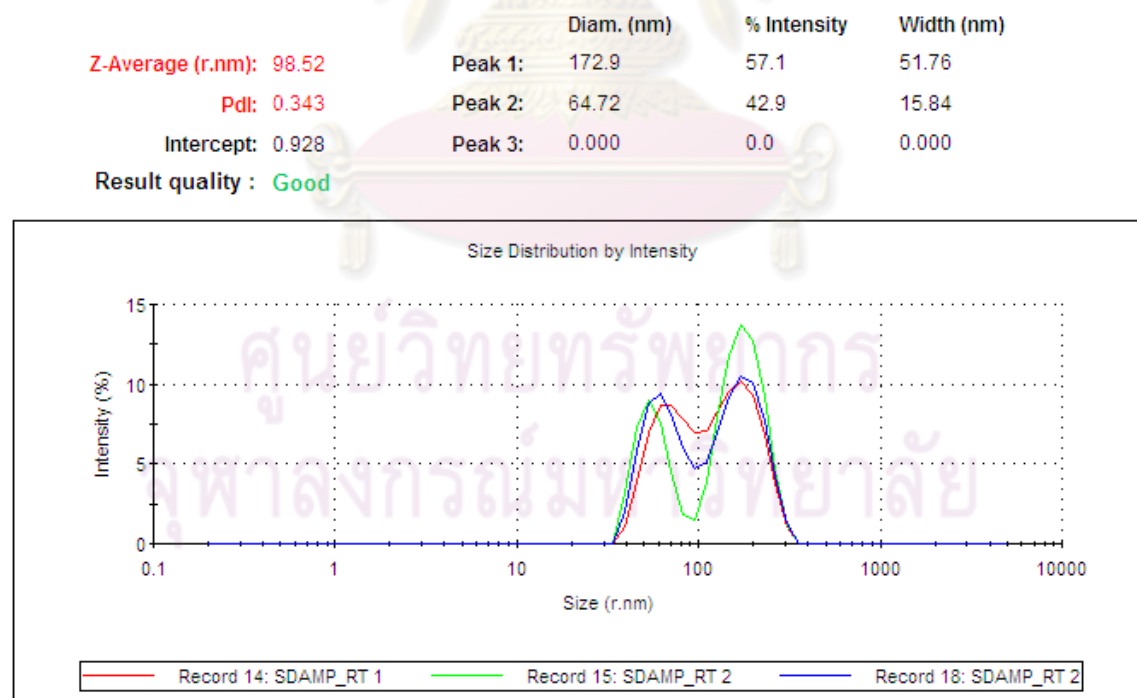 Diam. (nm) % Intensity Width (nm)
Z-Average (r.nm): 98.52 Peak 1: 172.9 57.1 51.76
PdI: 0.343 Peak 2: 64.72 42.9 15.84
Intercept: 0.928 Peak 3: 0.000 0.0 0.000
Result quality : Good
Size Distribution by Intensity
15
10
5
0
Intensity (%)
0.1 1 10 100 1000 10000
Size (r.nm)
ศูนย์วิทยทรัพยากร
จุฬาลงกรณ์มหาวิทยาลัย
Record 14: SDAMP_RT 1 Record 15: SDAMP_RT 2 Record 18: SDAMP_RT 2